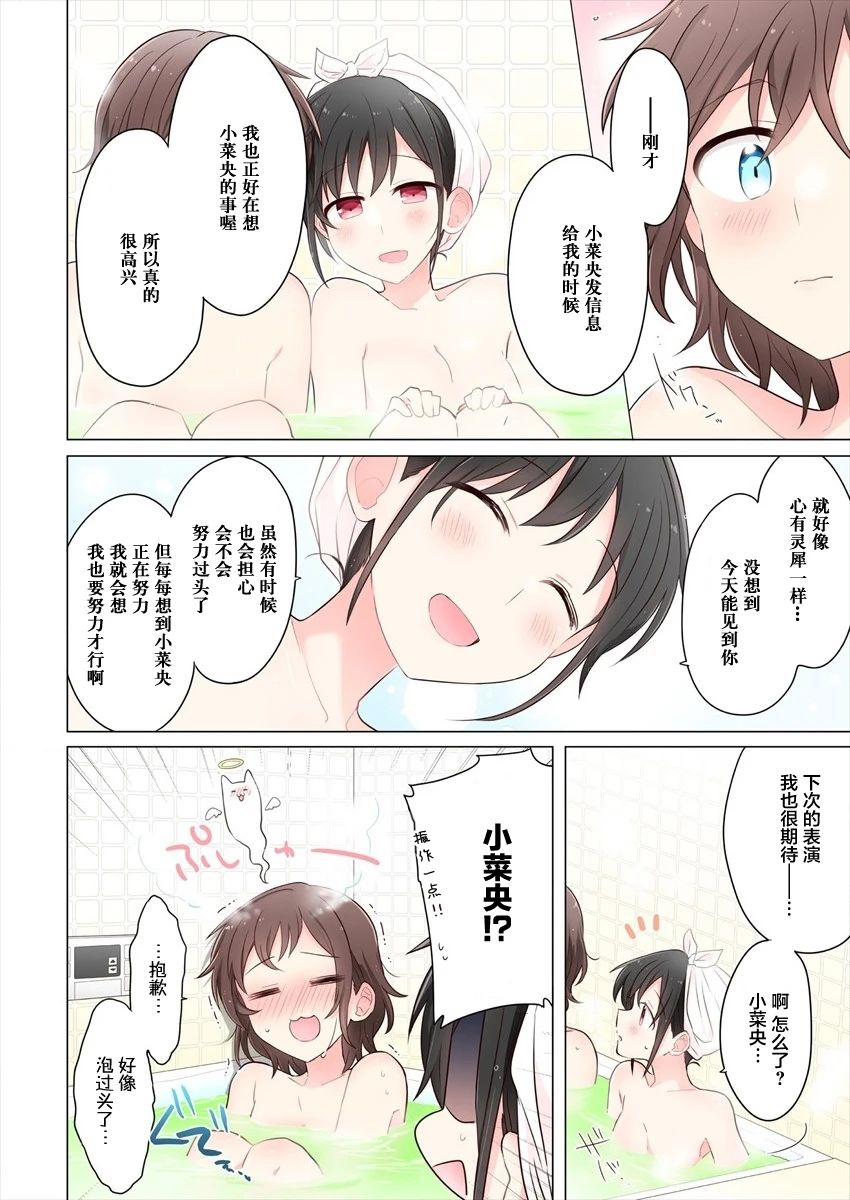 ——刚才
小菜央发信息
给我的时候
我也正好在想
小菜央的事喔
所以真的
很高兴
就好像
心有灵犀一样…
没想到
今天能见到你
虽然有时候
也会担心
会不会
努力过头了
但每每想到小菜央
正在努力
我就会想
我也要努力才行啊
下次的表演
我也很期待——…
啊 怎么了?
小菜央…
小菜央!?
振作一点!!
ぷしゅー
…抱歉…
好像
泡过头了…
ぐで…